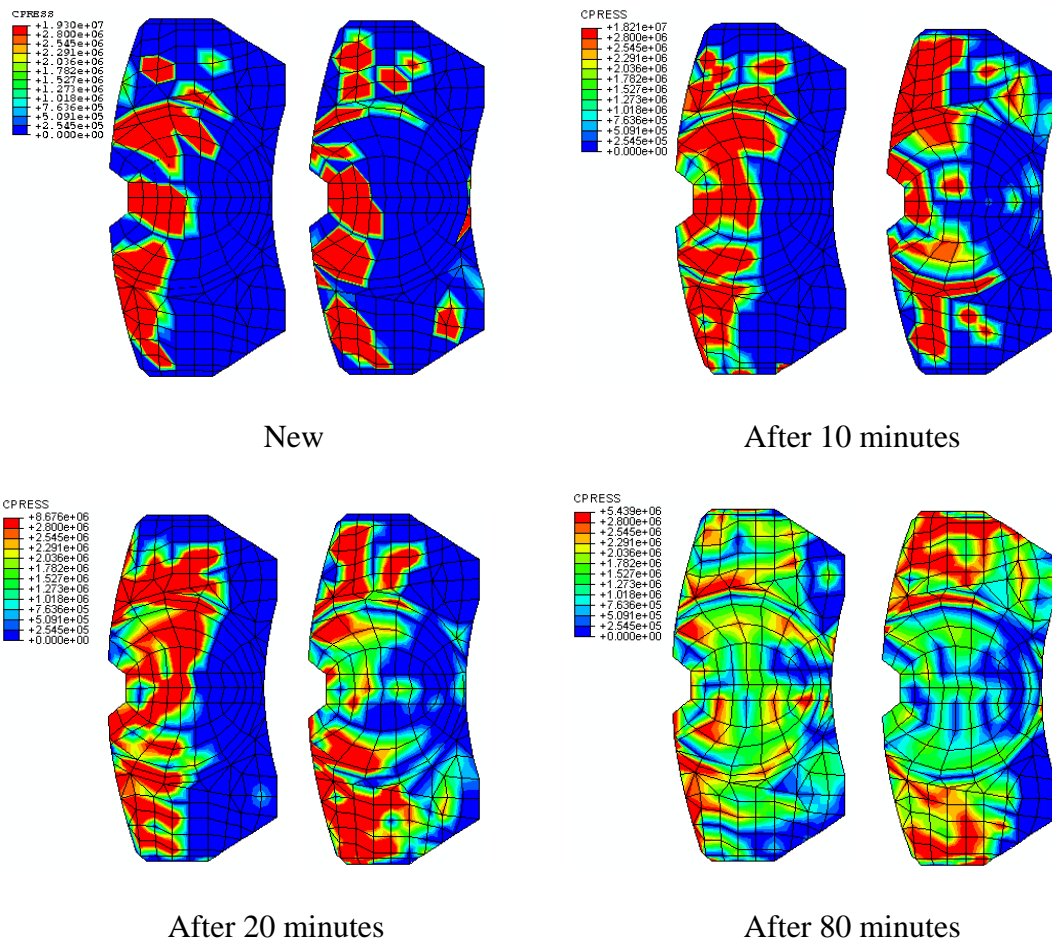 CPRESS
+1.930e+07
+2.800e+06
+2.545e+06
+2.291e+06
+2.036e+06
+1.782e+06
+1.527e+06
+1.273e+06
+1.018e+06
+7.636e+05
+5.091e+05
+2.545e+05
+0.000e+00
CPRESS
+1.821e+07
+2.800e+06
+2.545e+06
+2.291e+06
+2.036e+06
+1.782e+06
+1.527e+06
+1.273e+06
+1.018e+06
+7.636e+05
+5.091e+05
+2.545e+05
+0.000e+00
New
After 10 minutes
CPRESS
+8.676e+06
+2.800e+06
+2.545e+06
+2.291e+06
+2.036e+06
+1.782e+06
+1.527e+06
+1.273e+06
+1.018e+06
+7.636e+05
+5.091e+05
+2.545e+05
+0.000e+00
CPRESS
+5.439e+06
+2.800e+06
+2.545e+06
+2.291e+06
+2.036e+06
+1.782e+06
+1.527e+06
+1.273e+06
+1.018e+06
+7.636e+05
+5.091e+05
+2.545e+05
+0.000e+00
After 20 minutes
After 80 minutes